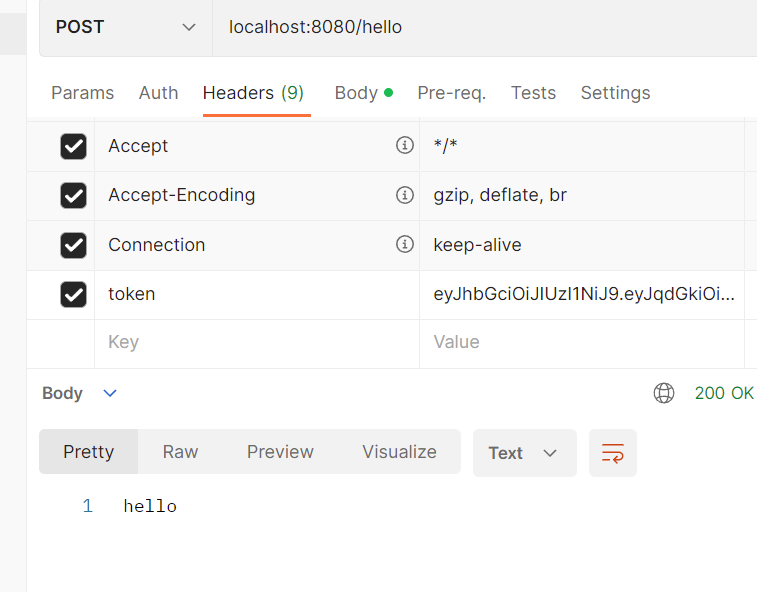 POST localhost:8080/hello
Params Auth Headers (9) Body Pre-req. Tests Settings
Accept */*
Accept-Encoding gzip, deflate, br
Connection keep-alive
token eyJhbGciOiJIUzI1NiJ9.eyJqdGkiOi...
Key Value
Body 200 OK
Pretty Raw Preview Visualize Text
1 hello